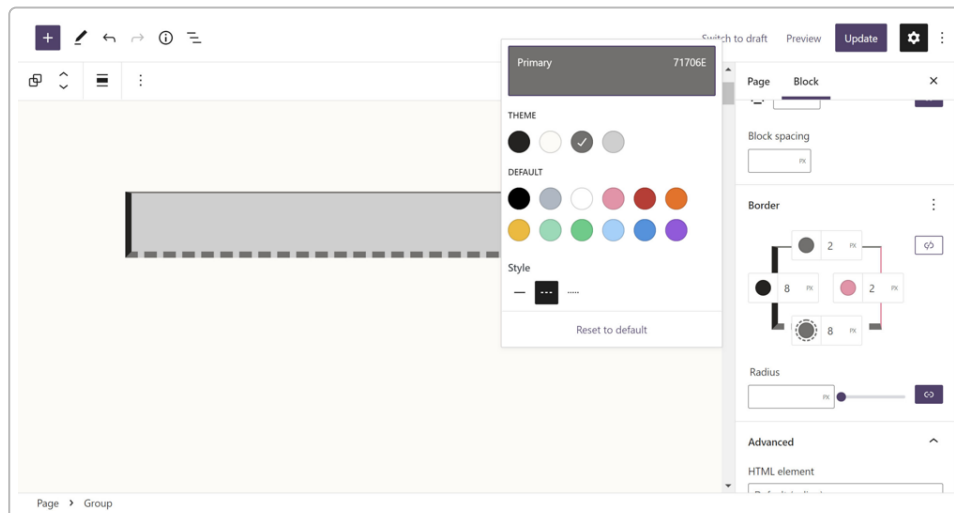 Switch to draft Preview Update
Primary 71706E
Page Block
THEME
Block spacing
PX
DEFAULT
Border
2 PX
8 PX 2 PX
8 PX
Style
Reset to default
Radius
PX
Advanced
HTML element
Page > Group